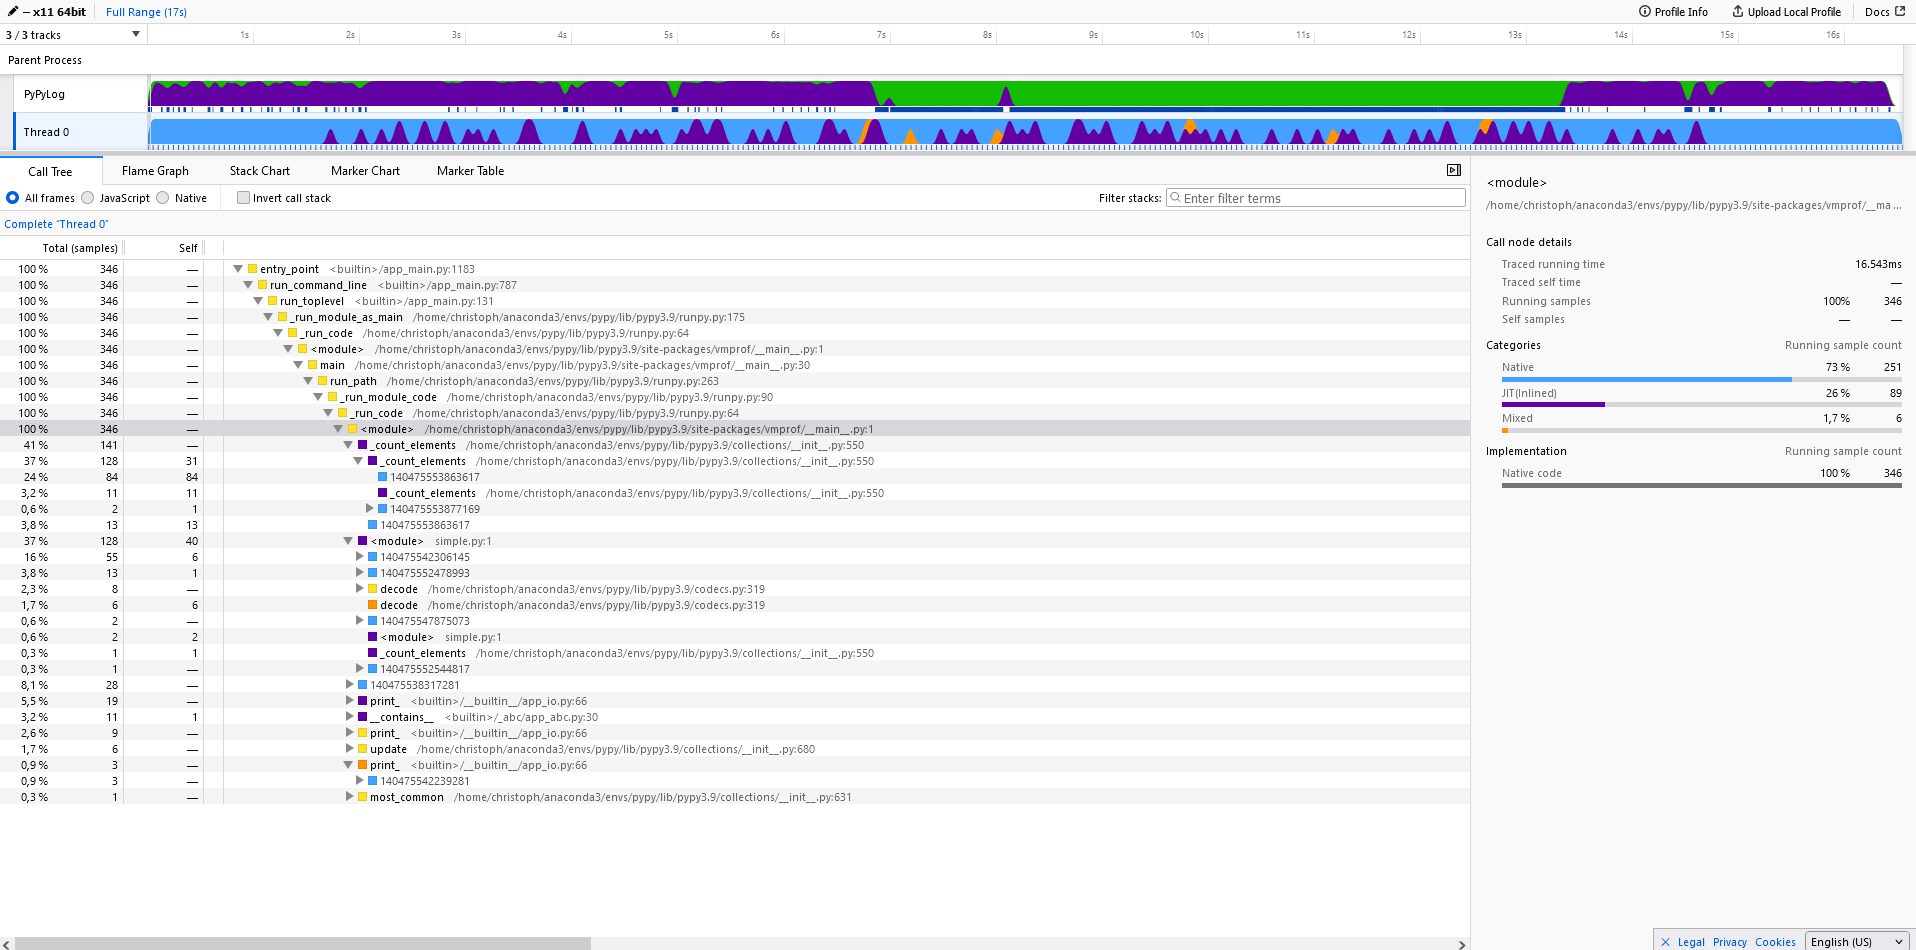 – x11 64bit Full Range (17s) Profile Info Upload Local Profile Docs
3 / 3 tracks 1s 2s 3s 4s 5s 6s 7s 8s 9s 10s 11s 12s 13s 14s 15s 16s
Parent Process
PyPyLog
Thread 0
Call Tree Flame Graph Stack Chart Marker Chart Marker Table
All frames JavaScript Native Invert call stack Filter stacks: Enter filter terms
Complete “Thread 0”
Total (samples) Self
100 % 346 — entry_point <builtin>/app_main.py:1183
100 % 346 — run_command_line <builtin>/app_main.py:787
100 % 346 — run_toplevel <builtin>/app_main.py:131
100 % 346 — _run_module_as_main /home/christoph/anaconda3/envs/pypy/lib/pypy3.9/runpy.py:175
100 % 346 — _run_code /home/christoph/anaconda3/envs/pypy/lib/pypy3.9/runpy.py:64
100 % 346 — <module> /home/christoph/anaconda3/envs/pypy/lib/pypy3.9/site-packages/vmprof/__main__.py:1
100 % 346 — main /home/christoph/anaconda3/envs/pypy/lib/pypy3.9/site-packages/vmprof/__main__.py:30
100 % 346 — run_path /home/christoph/anaconda3/envs/pypy/lib/pypy3.9/runpy.py:263
100 % 346 — _run_module_code /home/christoph/anaconda3/envs/pypy/lib/pypy3.9/runpy.py:90
100 % 346 — _run_code /home/christoph/anaconda3/envs/pypy/lib/pypy3.9/runpy.py:64
100 % 346 — <module> /home/christoph/anaconda3/envs/pypy/lib/pypy3.9/site-packages/vmprof/__main__.py:1
41 % 141 — _count_elements /home/christoph/anaconda3/envs/pypy/lib/pypy3.9/collections/__init__.py:550
37 % 128 31 _count_elements /home/christoph/anaconda3/envs/pypy/lib/pypy3.9/collections/__init__.py:550
24 % 84 84 140475553863617
3,2 % 11 11 _count_elements /home/christoph/anaconda3/envs/pypy/lib/pypy3.9/collections/__init__.py:550
0,6 % 2 1 140475553877169
3,8 % 13 13 140475553863617
37 % 128 40 <module> simple.py:1
16 % 55 6 140475542306145
3,8 % 13 1 140475552478993
2,3 % 8 — decode /home/christoph/anaconda3/envs/pypy/lib/pypy3.9/codecs.py:319
1,7 % 6 6 decode /home/christoph/anaconda3/envs/pypy/lib/pypy3.9/codecs.py:319
0,6 % 2 — 140475547875073
0,6 % 2 2 <module> simple.py:1
0,3 % 1 1 _count_elements /home/christoph/anaconda3/envs/pypy/lib/pypy3.9/collections/__init__.py:550
0,3 % 1 — 140475552544817
8,1 % 28 — 140475538317281
5,5 % 19 — print_ <builtin>/__builtin__/app_io.py:66
3,2 % 11 1 __contains__ <builtin>/_abc/app_abc.py:30
2,6 % 9 — print_ <builtin>/__builtin__/app_io.py:66
1,7 % 6 — update /home/christoph/anaconda3/envs/pypy/lib/pypy3.9/collections/__init__.py:680
0,9 % 3 — print_ <builtin>/__builtin__/app_io.py:66
0,9 % 3 — 140475542239281
0,3 % 1 — most_common /home/christoph/anaconda3/envs/pypy/lib/pypy3.9/collections/__init__.py:631
<module>
/home/christoph/anaconda3/envs/pypy/lib/pypy3.9/site-packages/vmprof/__ma ...
Call node details
Traced running time 16.543ms
Traced self time —
Running samples 100% 346
Self samples — —
Categories Running sample count
Native 73 % 251
JIT(Inlined) 26 % 89
Mixed 1,7 % 6
Implementation Running sample count
Native code 100 % 346
Legal Privacy Cookies English (US)